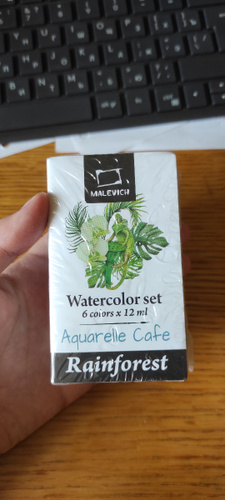 MALEVICH
Watercolor set
6 colors x 12 ml
Aquarelle Cafe
Rainforest